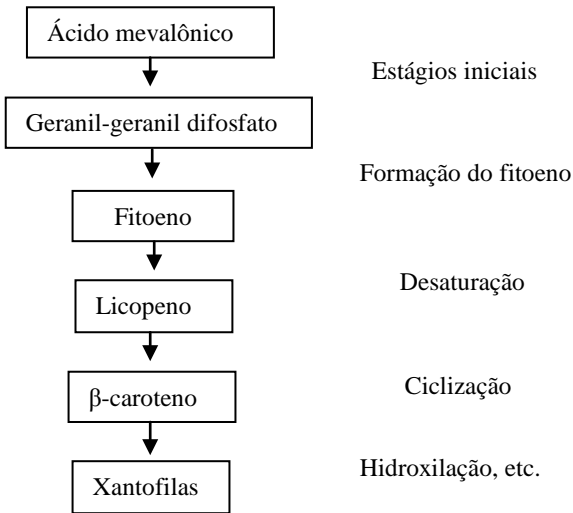 Ácido mevalônico
Estágios iniciais
Geranil-geranil difosfato
Formação do fitoeno
Fitoeno
Desaturação
Licopeno
Ciclização
β-caroteno
Hidroxilação, etc.
Xantofilas